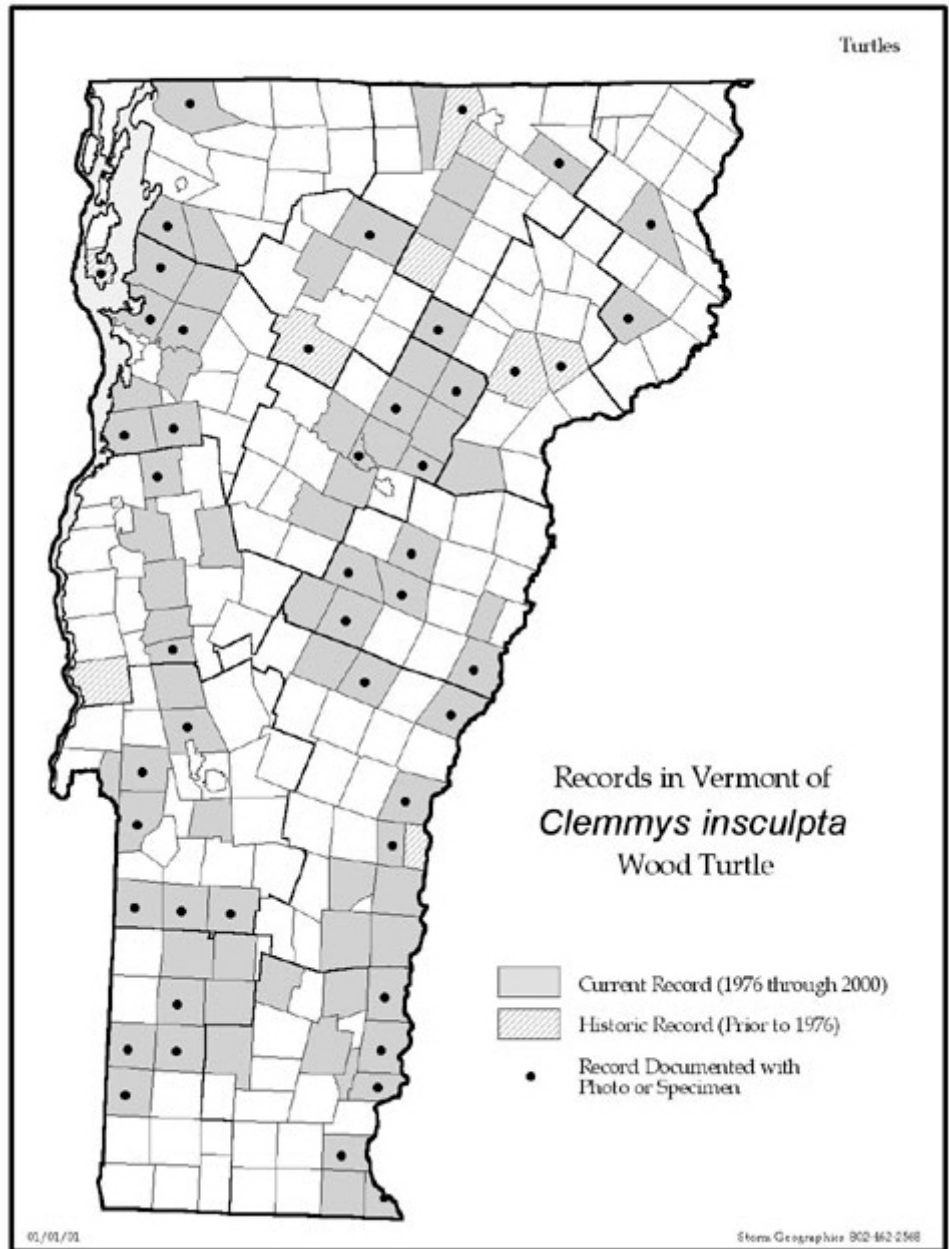 Turtles
Records in Vermont of
Clemmys insculpta
Wood Turtle
Current Record (1976 through 2000)
Historic Record (Prior to 1976)
Record Documented with
Photo or Specimen
01/01/01
Geographics 802-462-2568